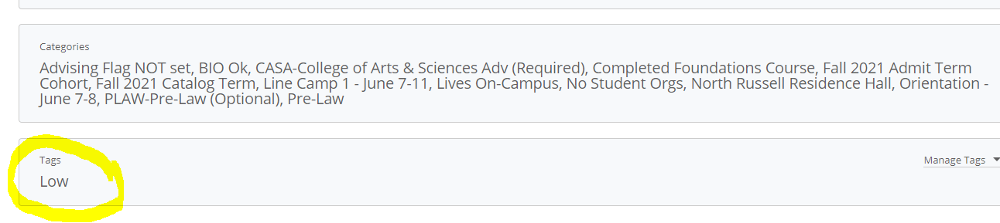 Categories
Advising Flag NOT set, BIO Ok, CASA-College of Arts & Sciences Adv (Required), Completed Foundations Course, Fall 2021 Admit Term
Cohort, Fall 2021 Catalog Term, Line Camp 1 - June 7-11, Lives On-Campus, No Student Orgs, North Russell Residence Hall, Orientation -
June 7-8, PLAW-Pre-Law (Optional), Pre-Law
Tags
Manage Tags
Low